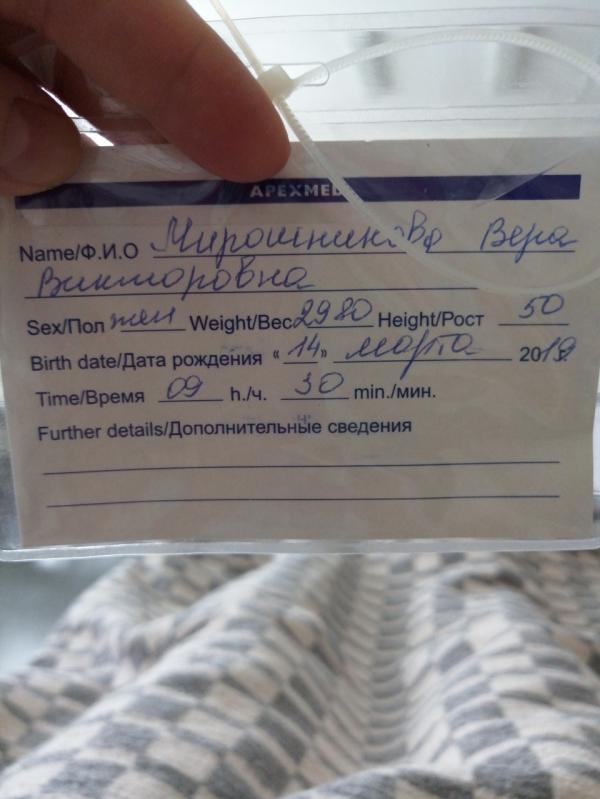 APEXMED
Name/Ф.И.О Мирошникова Вера
Викторовна
Sex/Пол жен Weight/Вес 2980 Height/Рост 50
Birth date/Дата рождения «14» марта 2019
Time/Время 09 h./ч. 30 min./мин.
Further details/Дополнительные сведения